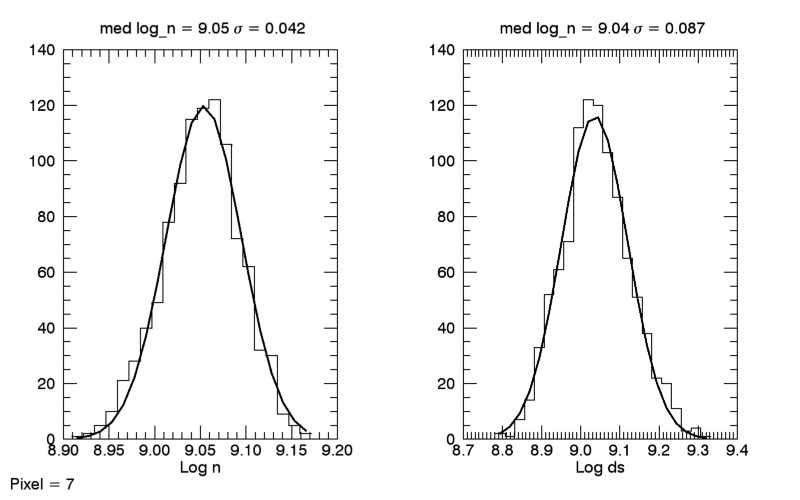 med log_n = 9.05 σ = 0.042
140
120
100
80
60
40
20
0
8.90 8.95 9.00 9.05 9.10 9.15 9.20
Log n
med log_n = 9.04 σ = 0.087
140
120
100
80
60
40
20
0
8.7 8.8 8.9 9.0 9.1 9.2 9.3 9.4
Log ds
Pixel = 7